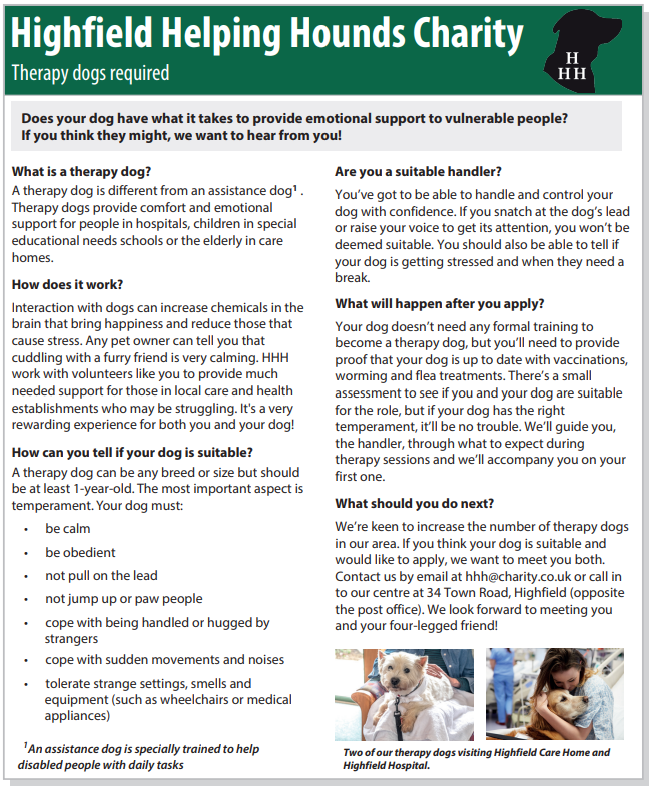 Highfield Helping Hounds Charity
Therapy dogs required
H
HH
Does your dog have what it takes to provide emotional support to vulnerable people?
If you think they might, we want to hear from you!
What is a therapy dog?
A therapy dog is different from an assistance dog¹ .
Therapy dogs provide comfort and emotional
support for people in hospitals, children in special
educational needs schools or the elderly in care
homes.
How does it work?
Interaction with dogs can increase chemicals in the
brain that bring happiness and reduce those that
cause stress. Any pet owner can tell you that
cuddling with a furry friend is very calming. HHH
work with volunteers like you to provide much
needed support for those in local care and health
establishments who may be struggling. It's a very
rewarding experience for both you and your dog!
How can you tell if your dog is suitable?
A therapy dog can be any breed or size but should
be at least 1-year-old. The most important aspect is
temperament. Your dog must:
• be calm
• be obedient
• not pull on the lead
• not jump up or paw people
• cope with being handled or hugged by
strangers
• cope with sudden movements and noises
• tolerate strange settings, smells and
equipment (such as wheelchairs or medical
appliances)
¹An assistance dog is specially trained to help
disabled people with daily tasks
Are you a suitable handler?
You've got to be able to handle and control your
dog with confidence. If you snatch at the dog's lead
or raise your voice to get its attention, you won't be
deemed suitable. You should also be able to tell if
your dog is getting stressed and when they need a
break.
What will happen after you apply?
Your dog doesn't need any formal training to
become a therapy dog, but you'll need to provide
proof that your dog is up to date with vaccinations,
worming and flea treatments. There's a small
assessment to see if you and your dog are suitable
for the role, but if your dog has the right
temperament, it'll be no trouble. We'll guide you,
the handler, through what to expect during
therapy sessions and we'll accompany you on your
first one.
What should you do next?
We're keen to increase the number of therapy dogs
in our area. If you think your dog is suitable and
would like to apply, we want to meet you both.
Contact us by email at hhh@charity.co.uk or call in
to our centre at 34 Town Road, Highfield (opposite
the post office). We look forward to meeting you
and your four-legged friend!
Two of our therapy dogs visiting Highfield Care Home and
Highfield Hospital.